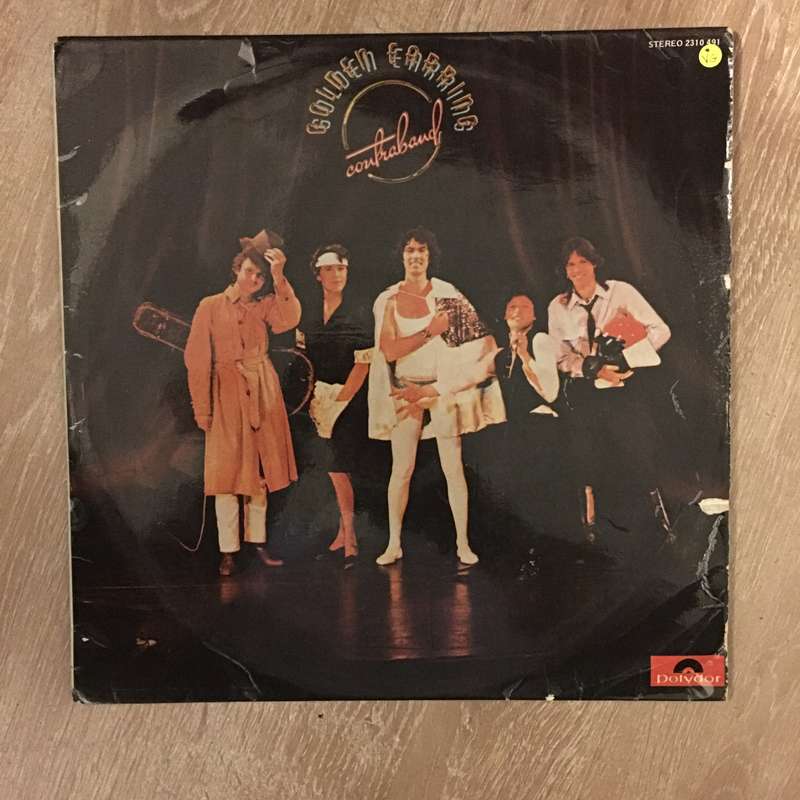 STEREO 2310 491
GOLDEN EARRING
contraband
polydor